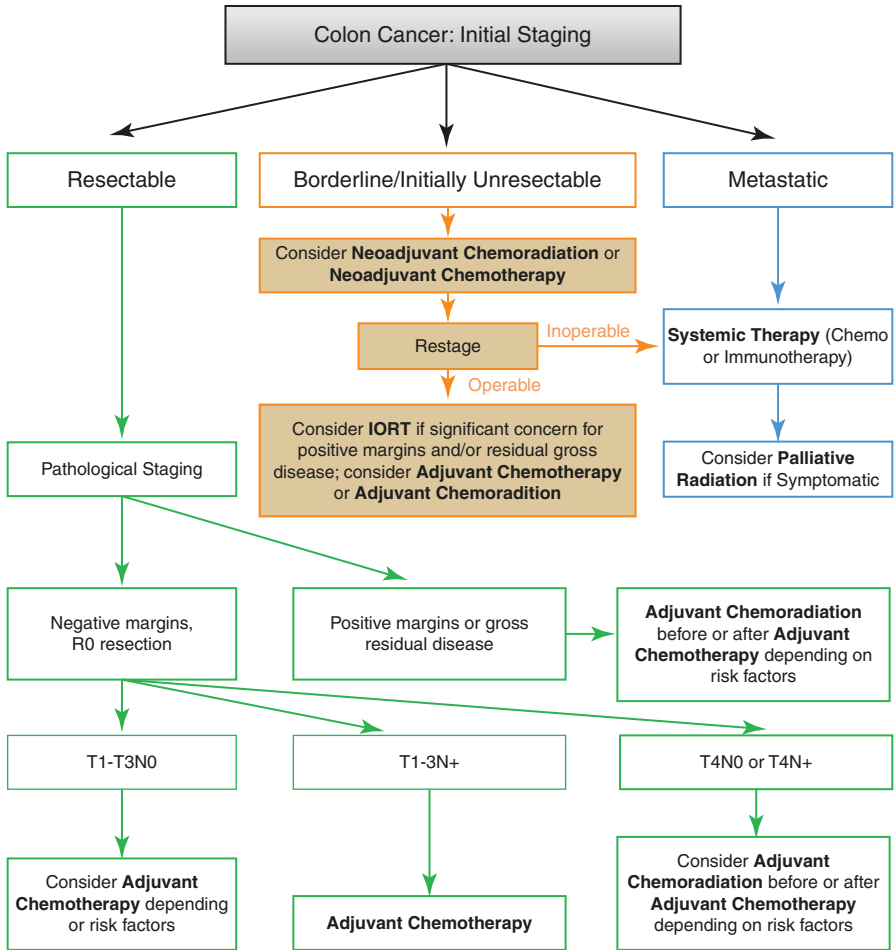 Colon Cancer: Initial Staging
Resectable
Borderline/Initially Unresectable
Metastatic
Consider Neoadjuvant Chemoradiation or
Neoadjuvant Chemotherapy
Restage
Inoperable
Systemic Therapy (Chemo
or Immunotherapy)
Operable
Consider IORT if significant concern for
positive margins and/or residual gross
disease; consider Adjuvant Chemotherapy
or Adjuvant Chemoradition
Pathological Staging
Consider Palliative
Radiation if Symptomatic
Negative margins,
R0 resection
Positive margins or gross
residual disease
Adjuvant Chemoradiation
before or after Adjuvant
Chemotherapy depending on
risk factors
T1-T3N0
T1-3N+
T4N0 or T4N+
Consider Adjuvant
Chemotherapy depending
or risk factors
Adjuvant Chemotherapy
Consider Adjuvant
Chemoradiation before or after
Adjuvant Chemotherapy
depending on risk factors